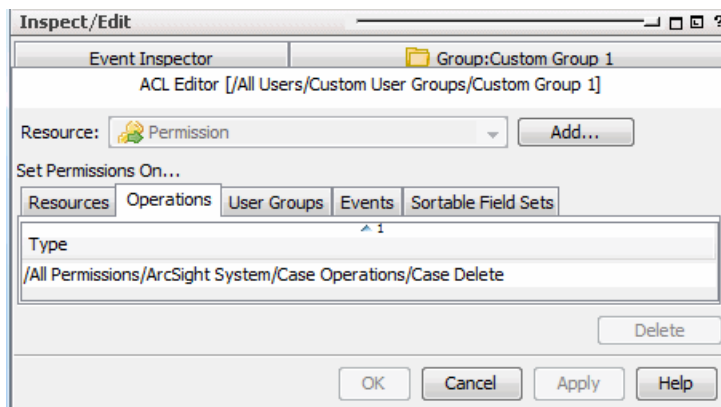 Inspect/Edit
Event Inspector
Group:Custom Group 1
ACL Editor [/All Users/Custom User Groups/Custom Group 1]
Resource: Permission Add...
Set Permissions On...
Resources Operations User Groups Events Sortable Field Sets
1
Type
/All Permissions/ArcSight System/Case Operations/Case Delete
Delete
OK Cancel Apply Help